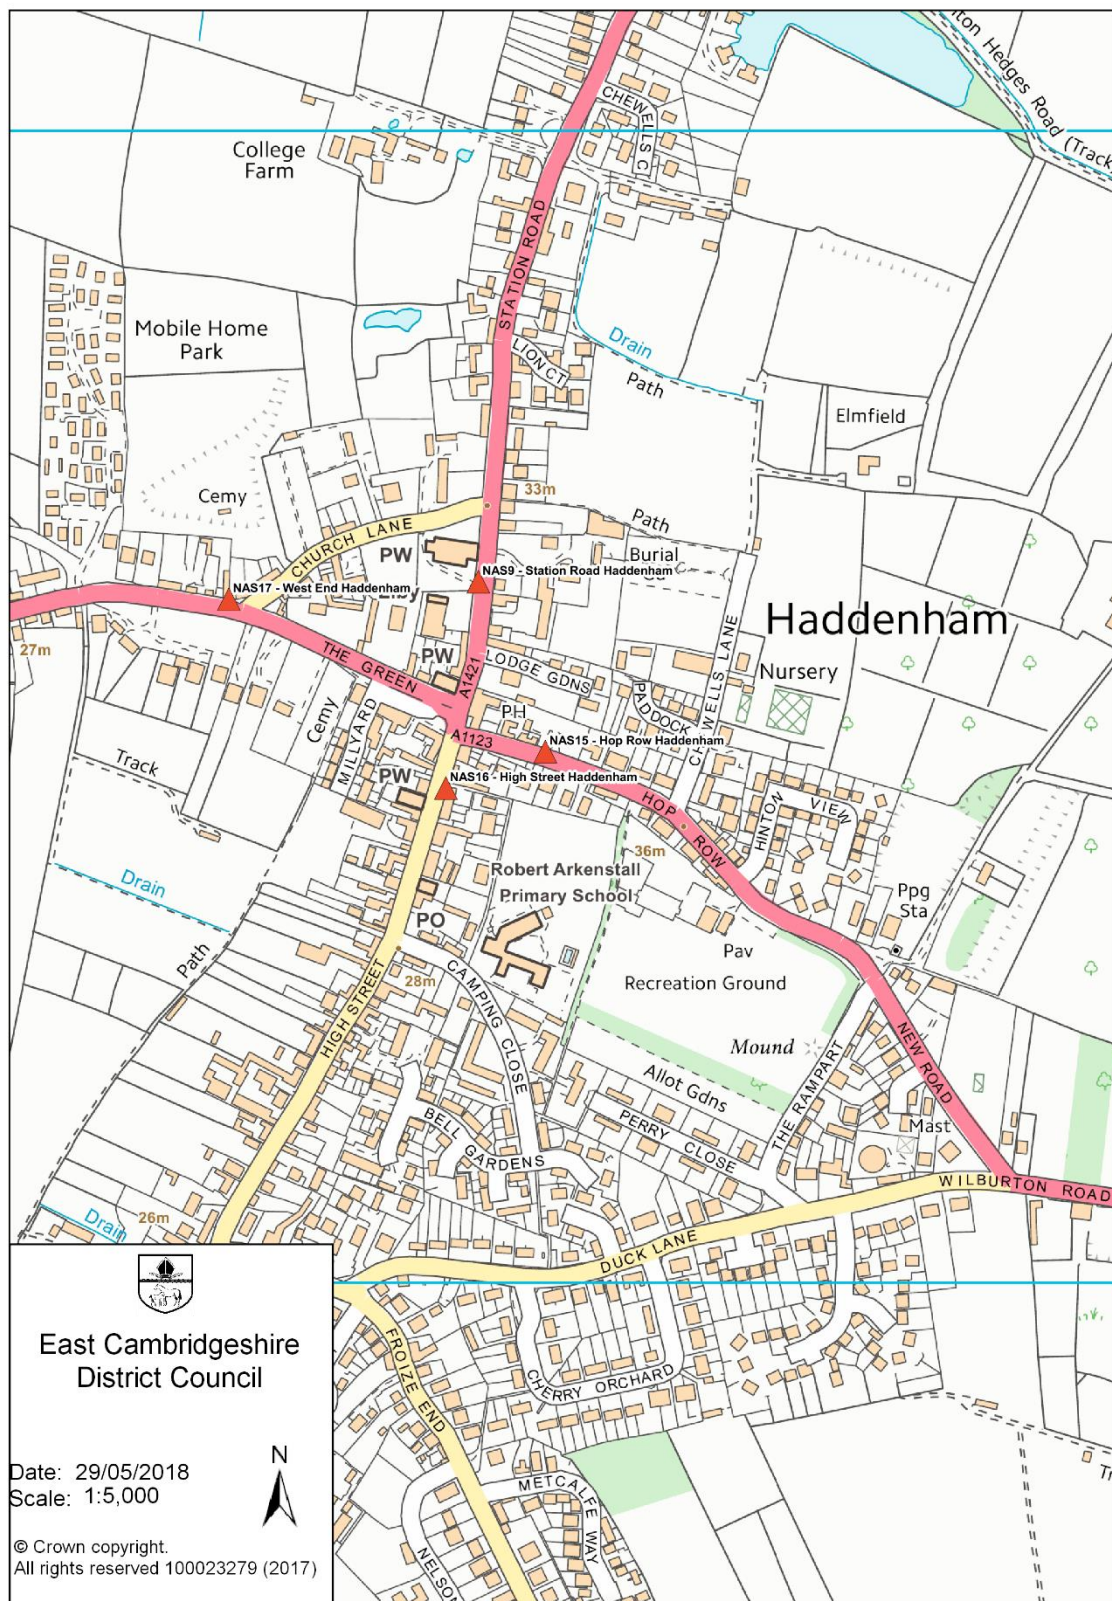 nton Hedges Road (Track)
CHEWELLS C
College
Farm
STATION ROAD
Mobile Home
Park
Drain
LION CT
Path
Elmfield
33m
Cemy
CHURCH LANE
Path
PW
Burial
NAS9 - Station Road Haddenham
NAS17 - West End Haddenham
Haddenham
27m
THE GREEN
PW
A1421
LODGE GDNS
CHEWELLS LANE
Nursery
PADDOCK
Cemy
MILLYARD
PH
A1123
NAS15 - Hop Row Haddenham
Track
PW
NAS16 - High Street Haddenham
HOP ROW
HINTON VIEW
36m
Drain
Robert Arkenstall
Primary School
Ppg
Sta
PO
Path
Pav
28m
CAMPING CLOSE
Recreation Ground
HIGH STREET
NEW ROAD
Mound
THE RAMPART
Allot Gdns
BELL GARDENS
PERRY CLOSE
Mast
WILBURTON ROAD
26m
Drain
DUCK LANE
FROIZE END
CHERRY ORCHARD
METCALFE WAY
NELSON
Tr
East Cambridgeshire
District Council
N
Date: 29/05/2018
Scale: 1:5,000
© Crown copyright.
All rights reserved 100023279 (2017)